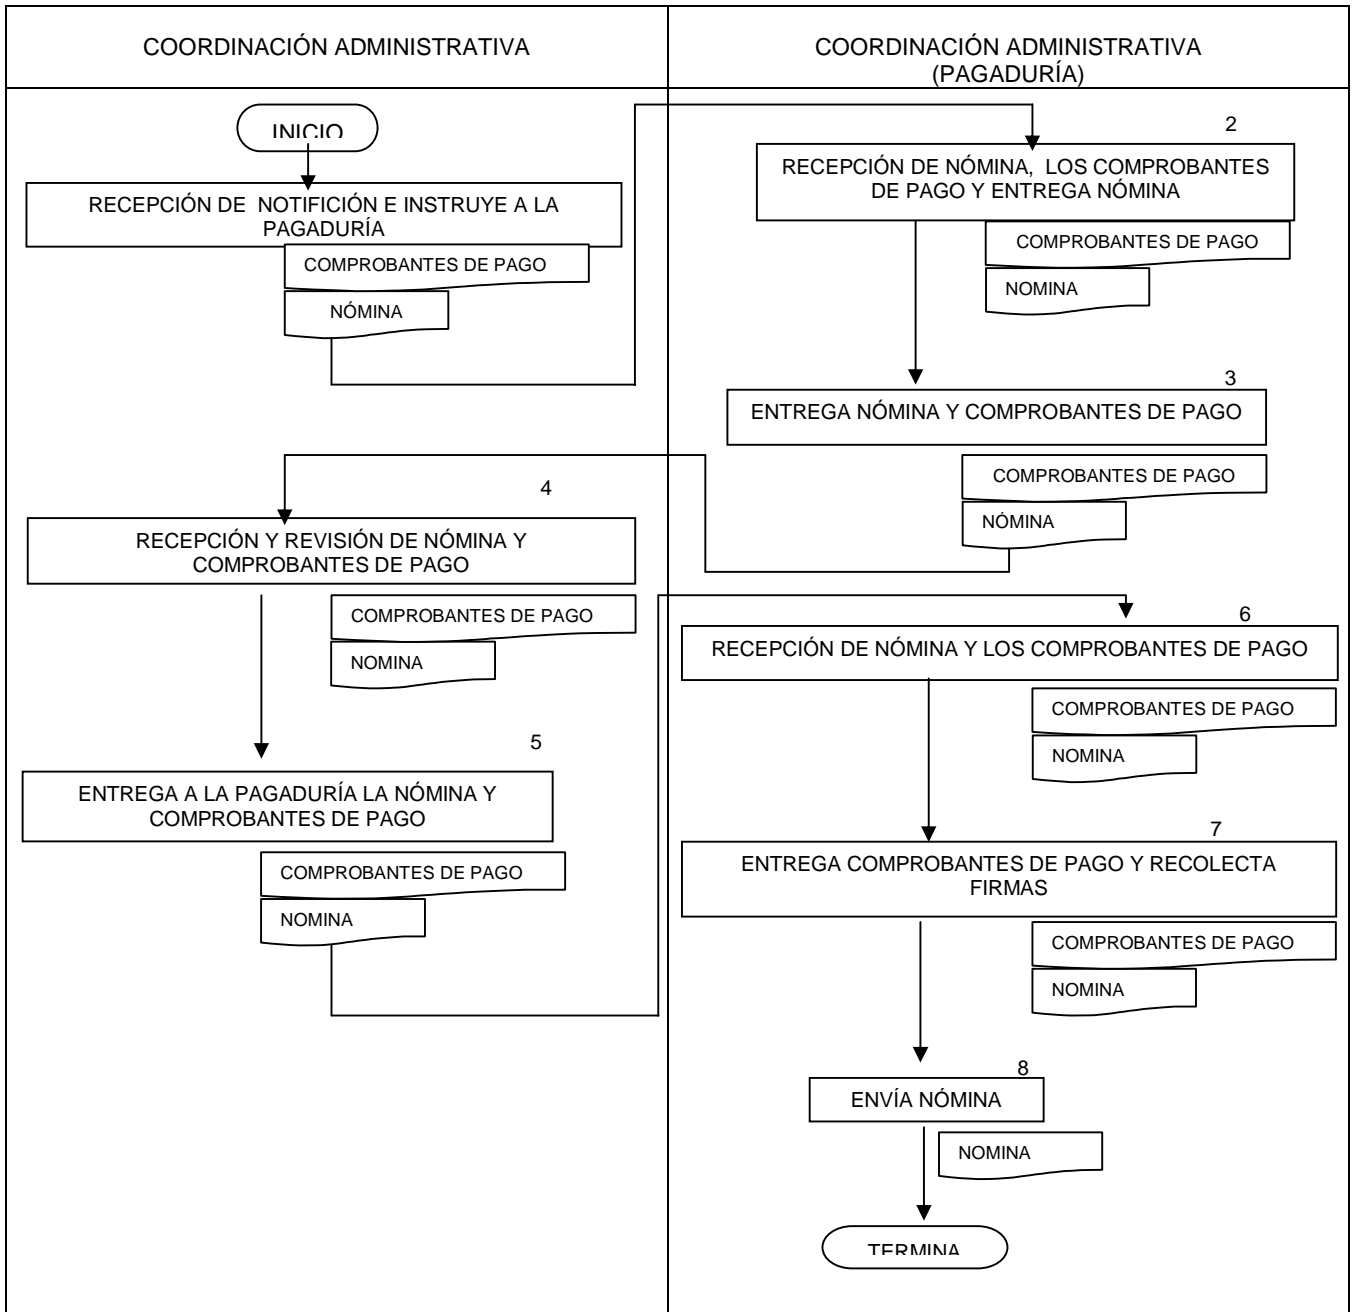 COORDINACIÓN ADMINISTRATIVA
COORDINACIÓN ADMINISTRATIVA
(PAGADURÍA)
INICIO
RECEPCIÓN DE NOTIFICIÓN E INSTRUYE A LA
PAGADURÍA
COMPROBANTES DE PAGO
NÓMINA
2
RECEPCIÓN DE NÓMINA, LOS COMPROBANTES
DE PAGO Y ENTREGA NÓMINA
COMPROBANTES DE PAGO
NOMINA
3
ENTREGA NÓMINA Y COMPROBANTES DE PAGO
COMPROBANTES DE PAGO
NÓMINA
4
RECEPCIÓN Y REVISIÓN DE NÓMINA Y
COMPROBANTES DE PAGO
COMPROBANTES DE PAGO
NOMINA
5
ENTREGA A LA PAGADURÍA LA NÓMINA Y
COMPROBANTES DE PAGO
COMPROBANTES DE PAGO
NOMINA
6
RECEPCIÓN DE NÓMINA Y LOS COMPROBANTES DE PAGO
COMPROBANTES DE PAGO
NOMINA
7
ENTREGA COMPROBANTES DE PAGO Y RECOLECTA
FIRMAS
COMPROBANTES DE PAGO
NOMINA
8
ENVÍA NÓMINA
NOMINA
TERMINA